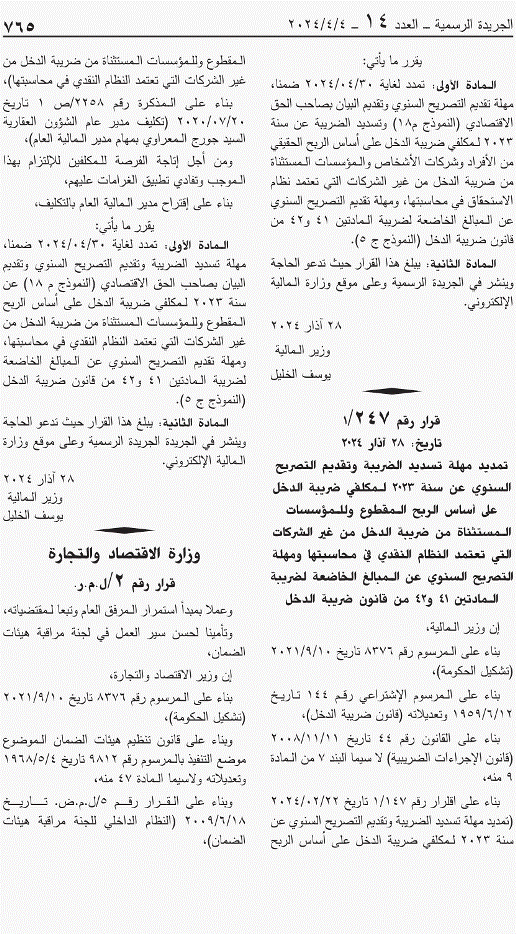 الجريدة الرسمية ــ العدد ١٤ ــ ٢٠٢٤/٤/٤
٧٦٥
يقرر ما يأتي:
المادة الأولى: تمدد لغاية ٢٠٢٤/٠٤/٣٠ ضمنا،
مهلة تقديم التصريح السنوي وتقديم البيان بصاحب الحق
الاقتصادي (النموذج م١٨) وتسديد الضريبة عن سنة
٢٠٢٣ لمكلفي ضريبة الدخل على أساس الربح الحقيقي
من الأفراد وشركات الأشخاص والمؤسسات المستثناة
من ضريبة الدخل من غير الشركات التي تعتمد نظام
الاستحقاق في محاسبتها، ومهلة تقديم التصريح السنوي
عن المبالغ الخاضعة لضريبة المادتين ٤١ و٤٢ من
قانون ضريبة الدخل (النموذج ج ٥).
المادة الثانية: يبلغ هذا القرار حيث تدعو الحاجة
وينشر في الجريدة الرسمية وعلى موقع وزارة المالية
الإلكتروني.
٢٨ آذار ٢٠٢٤
وزير المالية
يوسف الخليل
قرار رقم ١/٢٤٧
تاريخ: ٢٨ آذار ٢٠٢٤
تمديد مهلة تسديد الضريبة وتقديم التصريح
السنوي عن سنة ٢٠٢٣ لمكلفي ضريبة الدخل
على أساس الربح المقطوع وللمؤسسات
المستثناة من ضريبة الدخل من غير الشركات
التي تعتمد النظام النقدي في محاسبتها ومهلة
التصريح السنوي عن المبالغ الخاضعة لضريبة
المادتين ٤١ و٤٢ من قانون ضريبة الدخل
إن وزير المالية،
بناء على المرسوم رقم ٨٣٧٦ تاريخ ٢٠٢١/٩/١٠
(تشكيل الحكومة)،
بناء على المرسوم الإشتراعي رقم ١٤٤ تاريخ
١٩٥٩/٦/١٢ وتعديلاته (قانون ضريبة الدخل)،
بناء على القانون رقم ٤٤ تاريخ ٢٠٠٨/١١/١١
(قانون الإجراءات الضريبية) لا سيما البند ٧ من المادة
٩ منه،
بناء على اقلرار رقم ١/١٤٧ تاريخ ٢٠٢٤/٠٢/٢٢
(تمديد مهلة تسديد الضريبة وتقديم التصريح السنوي عن
سنة ٢٠٢٣ لمكلفي ضريبة الدخل على أساس الربح
المقطوع وللمؤسسات المستثناة من ضريبة الدخل من
غير الشركات التي تعتمد النظام النقدي في محاسبتها)،
بناء على المذكرة رقم ٢٢٥٨/ص ١ تاريخ
٢٠٢٠/٠٧/٢٠ (تكليف مدير عام الشؤون العقارية
السيد جورج المعراوي بمهام مدير المالية العام)،
ومن أجل إتاجة الفرصة للمكلفين للإلتزام بهذا
الموجب وتفادي تطبيق الغرامات عليهم،
بناء على إقتراح مدير المالية العام بالتكليف،
يقرر ما يأتي:
المادة الأولى: تمدد لغاية ٢٠٢٤/٠٤/٣٠ ضمنا،
مهلة تسديد الضريبة وتقديم التصريح السنوي وتقديم
البيان بصاحب الحق الاقتصادي (النموذج م ١٨) عن
سنة ٢٠٢٣ لمكلفي ضريبة الدخل على أساس الربح
المقطوع وللمؤسسات المستثناة من ضريبة الدخل من
غير الشركات التي تعتمد النظام النقدي في محاسبتها،
ومهلة تقديم التصريح السنوي عن المبالغ الخاضعة
لضريبة المادتين ٤١ و٤٢ من قانون ضريبة الدخل
(النموذج ج ٥).
المادة الثانية: يبلغ هذا القرار حيث تدعو الحاجة
وينشر في الجريدة الجريدة الرسمية وعلى موقع وزارة
المالية الإلكتروني.
٢٨ آذار ٢٠٢٤
وزير المالية
يوسف الخليل
وزارة الاقتصاد والتجارة
قرار رقم ٢/ل.م.ر.
وعملا بمبدأ استمرار المرفق العام وتبعا لمقتضياته،
وتأمينا لحسن سير العمل في لجنة مراقبة هيئات
الضمان،
إن وزير الاقتصاد والتجارة،
بناء على المرسوم رقم ٨٣٧٦ تاريخ ٢٠٢١/٩/١٠
(تشكيل الحكومة)،
وبناء على قانون تنظيم هيئات الضمان الموضوع
موضع التنفيذ بالمرسوم رقم ٩٨١٢ تاريخ ١٩٦٨/٥/٤
وتعديلاته ولاسيما المادة ٤٧ منه،
وبناء على القرار رقم ٥/ل.م.ض. تاريخ
٢٠٠٩/٦/١٨ (النظام الداخلي للجنة مراقبة هيئات
الضمان)،